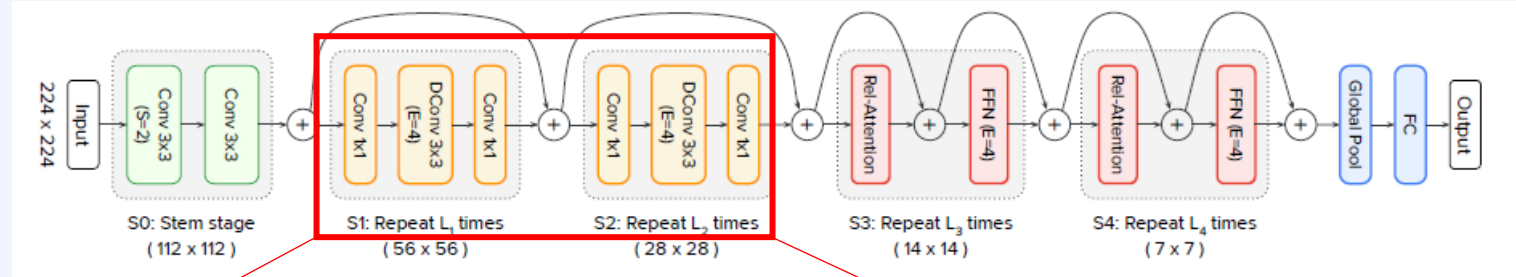 224 x 224
Input
Conv 3x3
(S=2)
Conv 3x3
+
Conv 1x1
DConv 3x3
(E=4)
Conv 1x1
+
Conv 1x1
DConv 3x3
(E=4)
Conv 1x1
+
Rel-Attention
+
FFN (E=4)
+
Rel-Attention
+
FFN (E=4)
+
Global Pool
FC
Output
S0: Stem stage
( 112 x 112 )
S1: Repeat L1 times
( 56 x 56 )
S2: Repeat L2 times
( 28 x 28 )
S3: Repeat L3 times
( 14 x 14 )
S4: Repeat L4 times
( 7 x 7 )